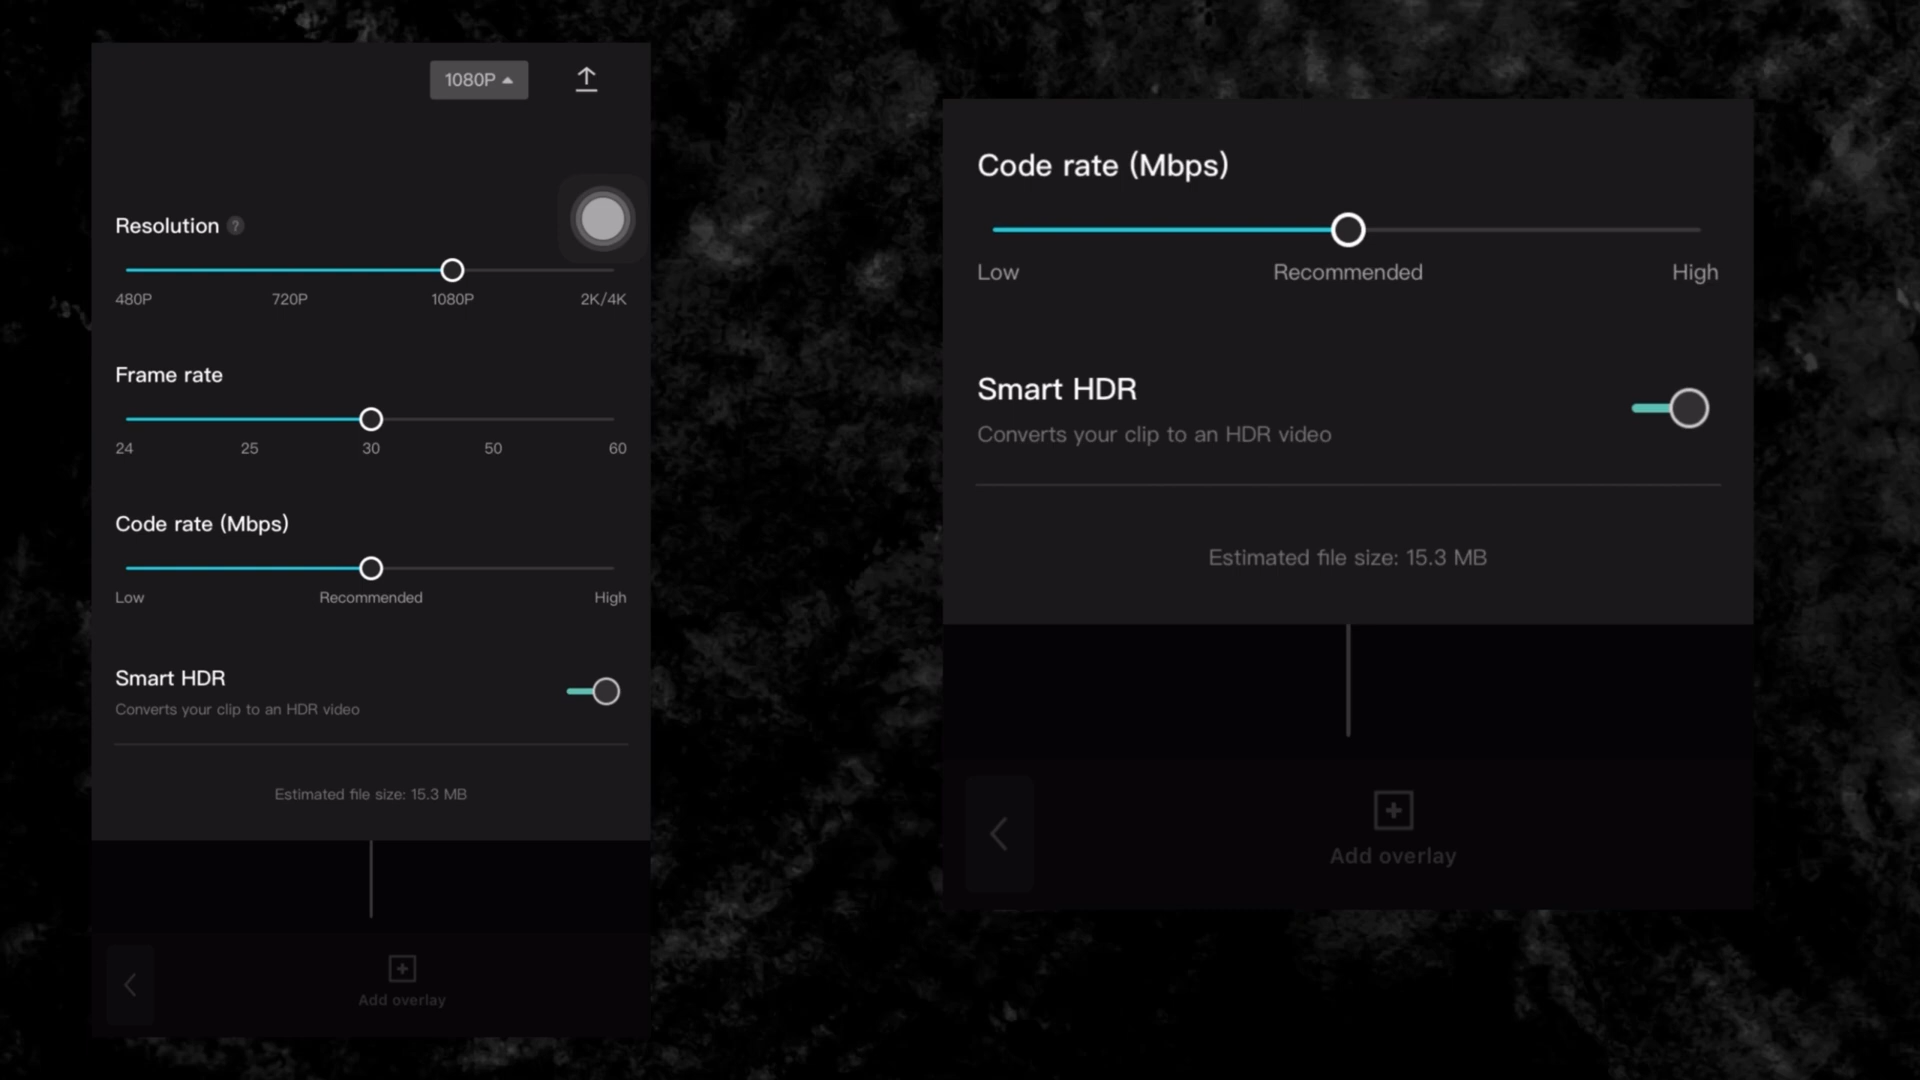 1080P
Resolution ?
480P 720P 1080P 2K/4K
Frame rate
24 25 30 50 60
Code rate (Mbps)
Low Recommended High
Smart HDR
Converts your clip to an HDR video
Estimated file size: 15.3 MB
Add overlay
Code rate (Mbps)
Low Recommended High
Smart HDR
Converts your clip to an HDR video
Estimated file size: 15.3 MB
Add overlay